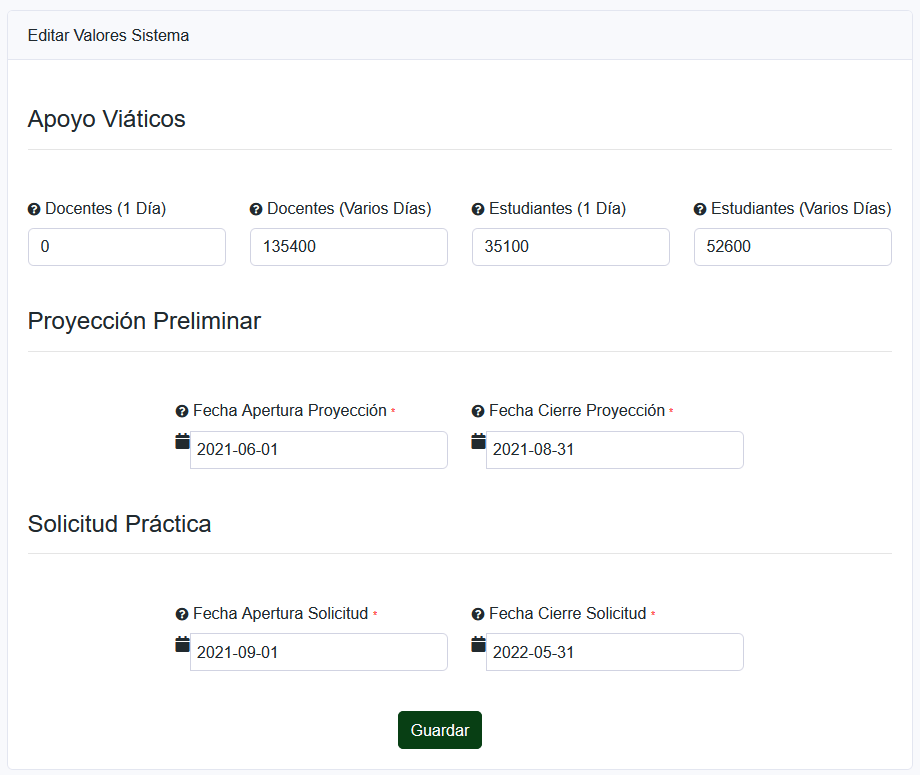 Editar Valores Sistema
Apoyo Viáticos
Docentes (1 Día) Docentes (Varios Días) Estudiantes (1 Día) Estudiantes (Varios Días)
0 135400 35100 52600
Proyección Preliminar
Fecha Apertura Proyección * Fecha Cierre Proyección *
2021-06-01 2021-08-31
Solicitud Práctica
Fecha Apertura Solicitud * Fecha Cierre Solicitud *
2021-09-01 2022-05-31
Guardar